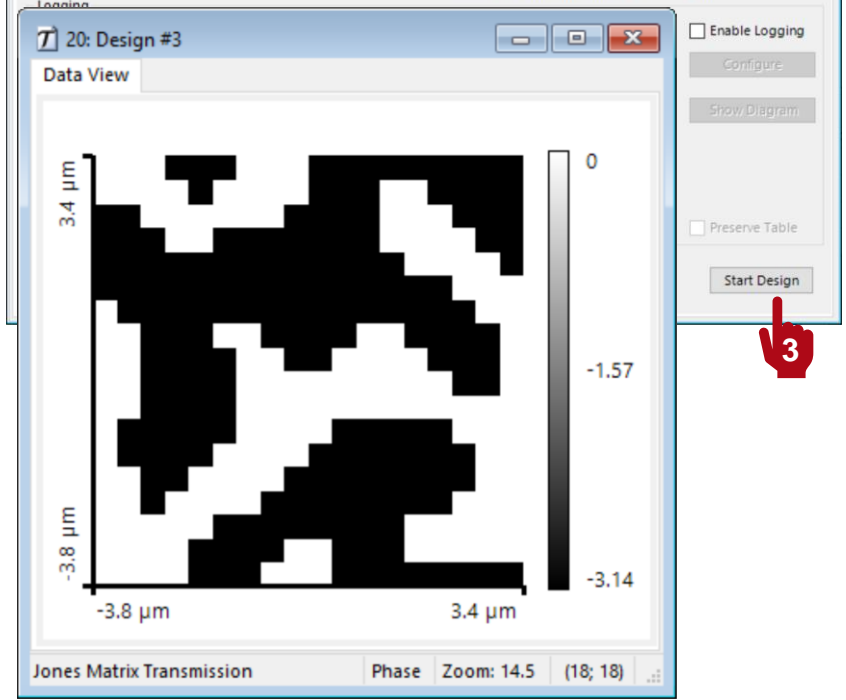 Logging
20: Design #3
Enable Logging
Data View
Configure
Show Diagram
0
3.4 µm
Preserve Table
Start Design
3
-1.57
-3.8 µm
-3.14
-3.8 µm
3.4 µm
Jones Matrix Transmission
Phase
Zoom: 14.5
(18; 18)